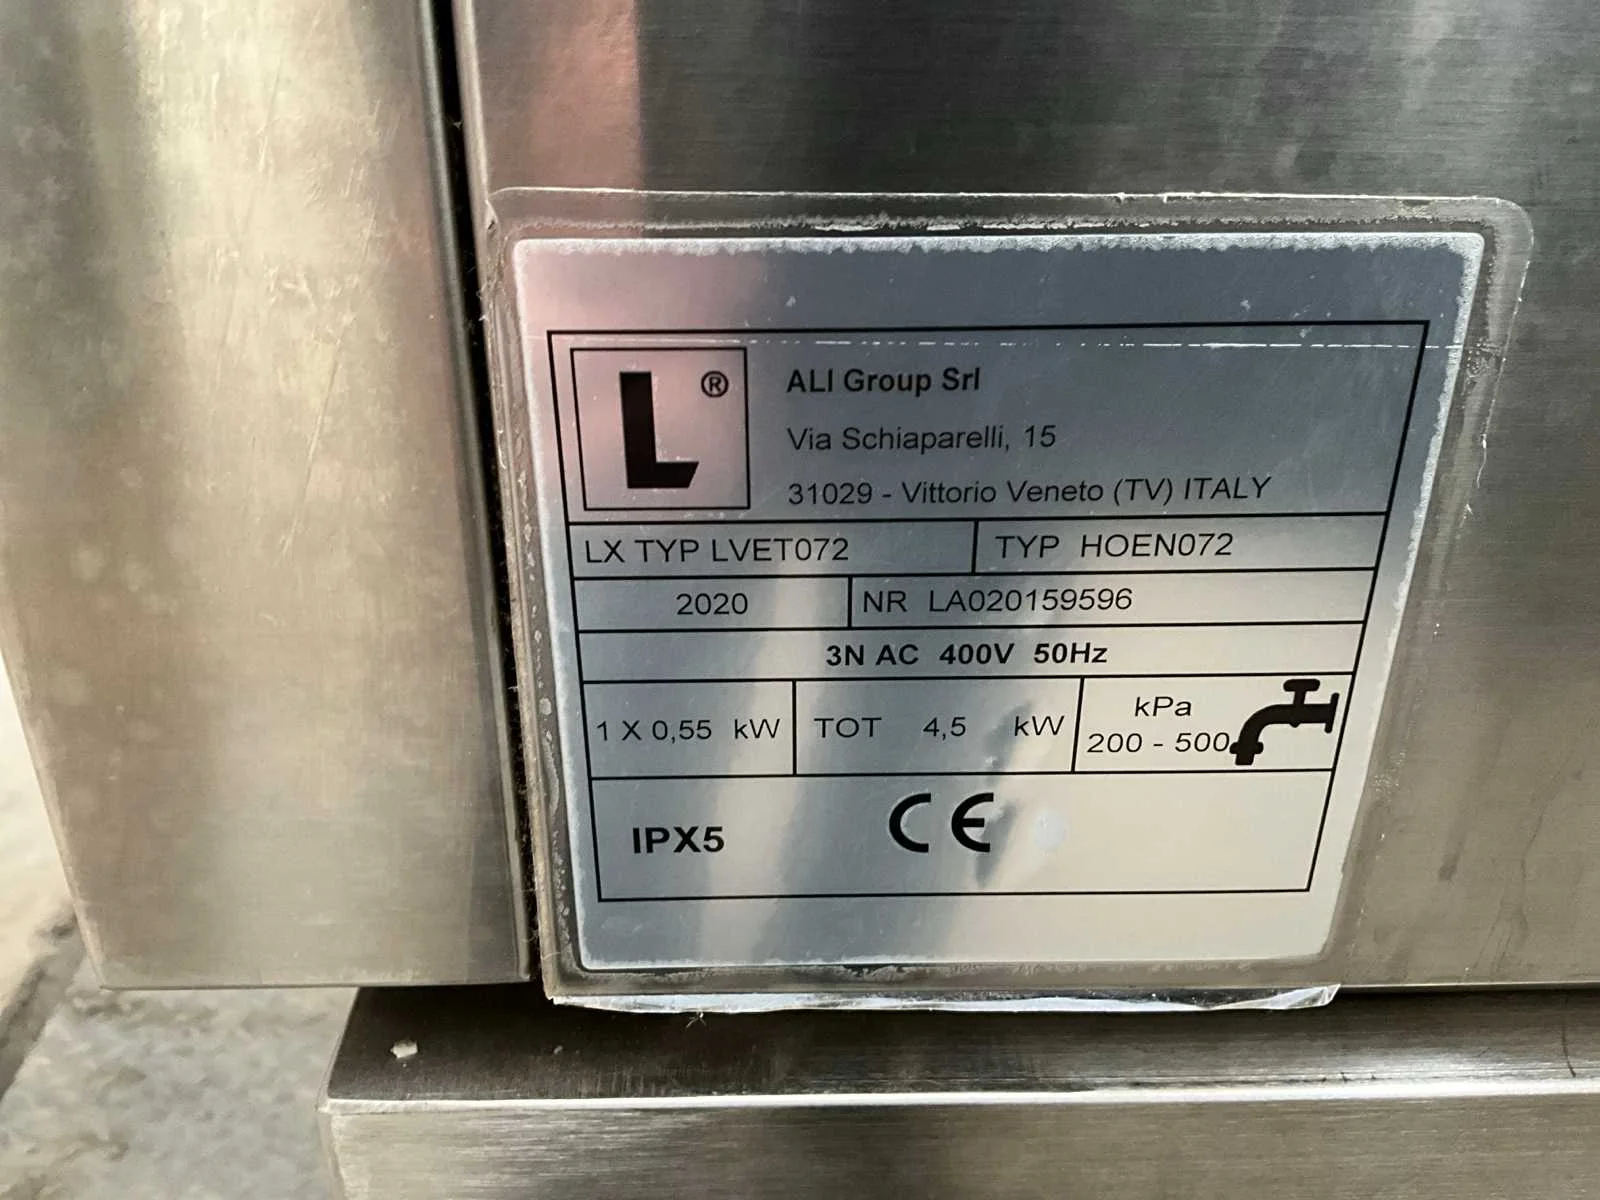 L®
ALI Group Srl
Via Schiaparelli, 15
31029 - Vittorio Veneto (TV) ITALY
LX TYP LVET072 TYP HOEN072
2020 NR LA020159596
3N AC 400V 50Hz
1 X 0,55 kW TOT 4,5 kW kPa
200 - 500
IPX5 CE